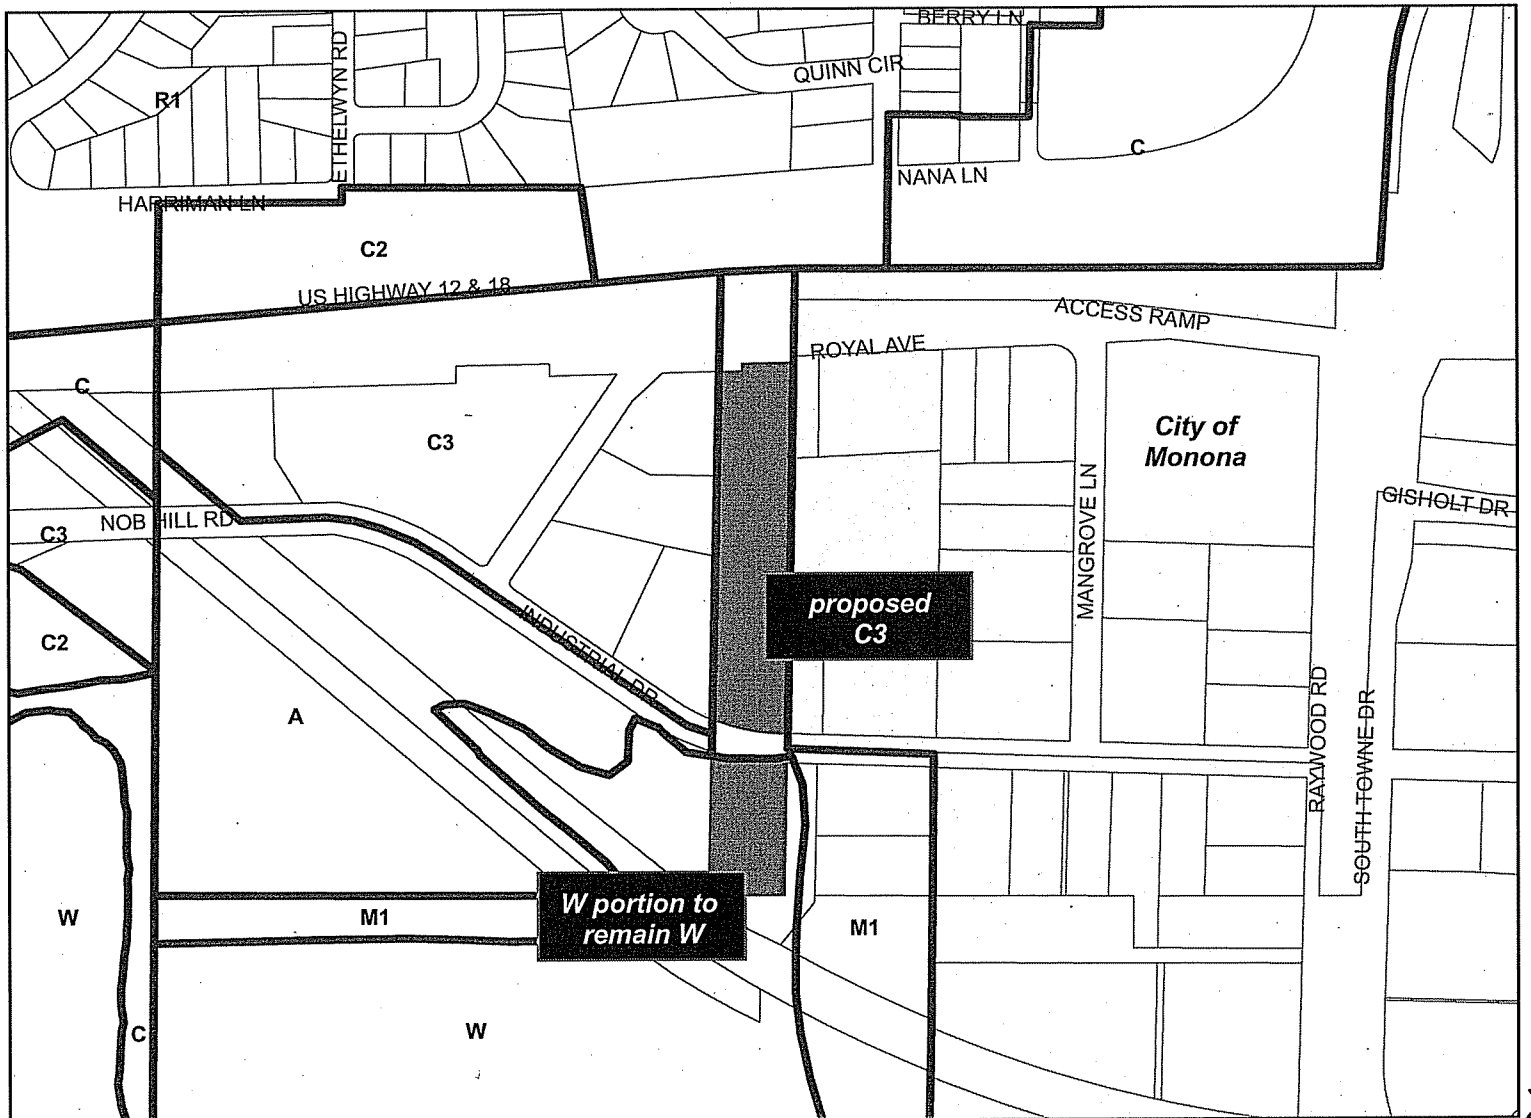 BERRY LN
QUINN CIR
ETHELWYN RD
R1
C
NANA LN
HARRIMAN LN
C2
US HIGHWAY 12 & 18
ACCESS RAMP
ROYAL AVE
C
C3
City of
Monona
MANGROVE LN
GISHOLT DR
NOB HILL RD
C3
proposed
C3
C2
INDUSTRIAL DR
A
RAYWOOD RD
SOUTH TOWNE DR
W
M1
W portion to
remain W
M1
C
W